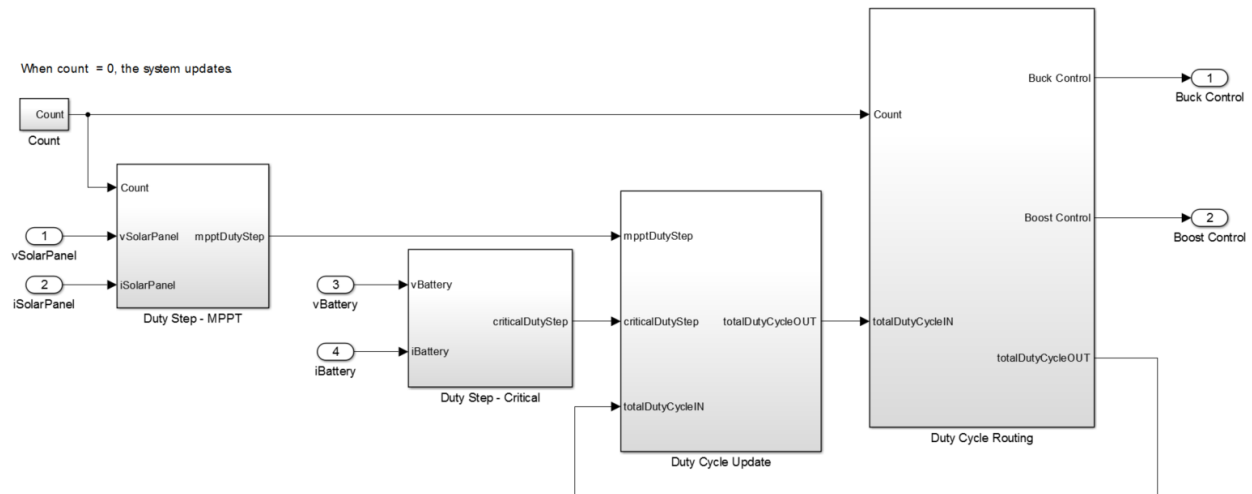 When count = 0, the system updates.
Count
Count
Count
vSolarPanel
iSolarPanel
mpptDutyStep
Duty Step - MPPT
1
vSolarPanel
2
iSolarPanel
3
vBattery
4
iBattery
vBattery
iBattery
criticalDutyStep
Duty Step - Critical
mpptDutyStep
criticalDutyStep
totalDutyCycleIN
totalDutyCycleOUT
Duty Cycle Update
Count
totalDutyCycleIN
Buck Control
Boost Control
totalDutyCycleOUT
Duty Cycle Routing
1
Buck Control
2
Boost Control